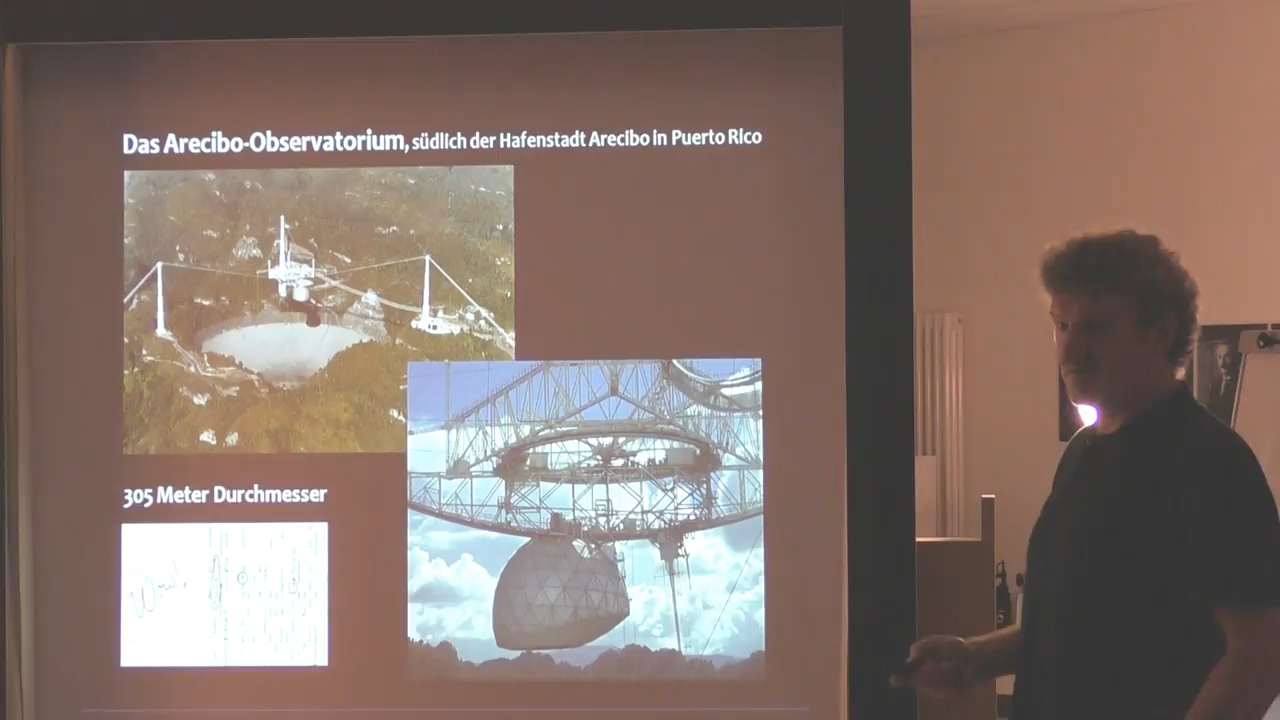 Das Arecibo-Observatorium, südlich der Hafenstadt Arecibo in Puerto Rico
305 Meter Durchmesser